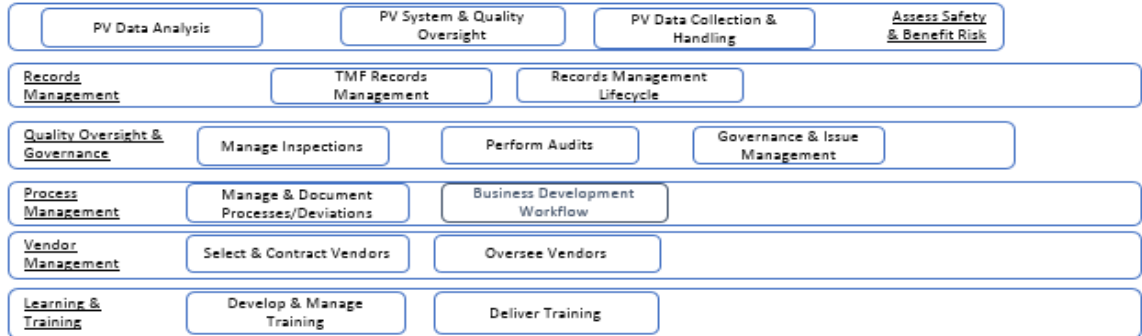 PV Data Analysis
PV System & Quality
Oversight
PV Data Collection &
Handling
Assess Safety
& Benefit Risk
Records
Management
TMF Records
Management
Records Management
Lifecycle
Quality Oversight &
Governance
Manage Inspections
Perform Audits
Governance & Issue
Management
Process
Management
Manage & Document
Processes/Deviations
Business Development
Workflow
Vendor
Management
Select & Contract Vendors
Oversee Vendors
Learning &
Training
Develop & Manage
Training
Deliver Training